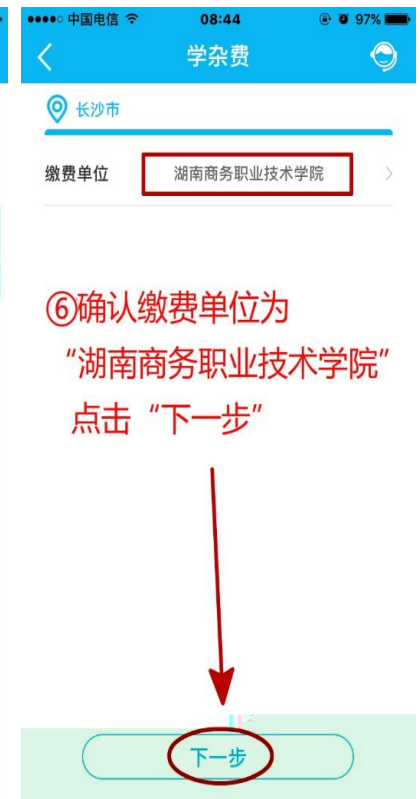 中国电信 08:44 97%
学杂费
长沙市
缴费单位 湖南商务职业技术学院
⑥确认缴费单位为
“湖南商务职业技术学院”
点击“下一步”
下一步